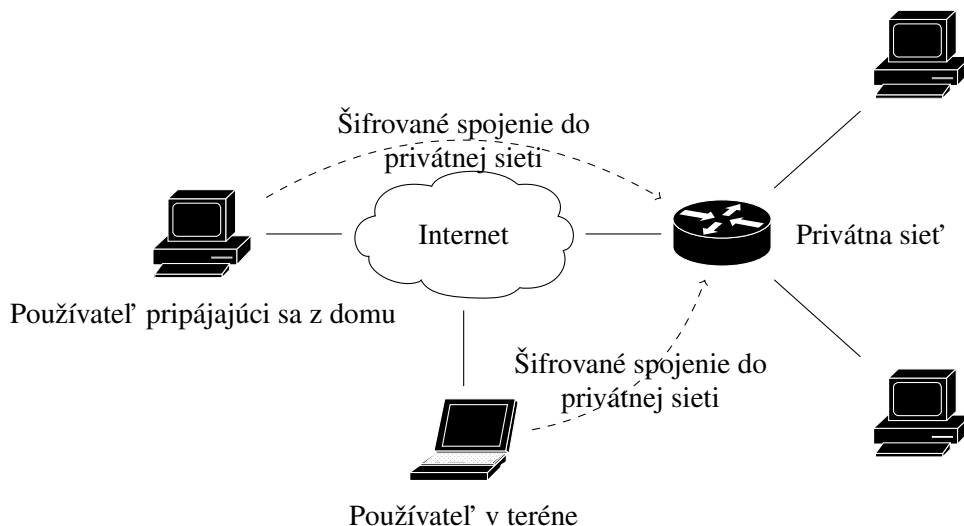 Šifrované spojenie do
privátnej sieti
Internet
Privátna sieť
Používateľ pripájajúci sa z domu
Šifrované spojenie do
privátnej sieti
Používateľ v teréne